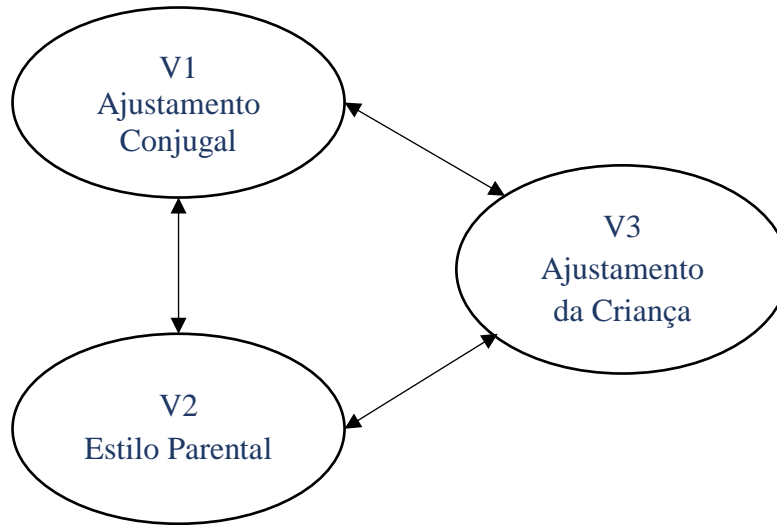 V1
Ajustamento
Conjugal
V3
Ajustamento
da Criança
V2
Estilo Parental